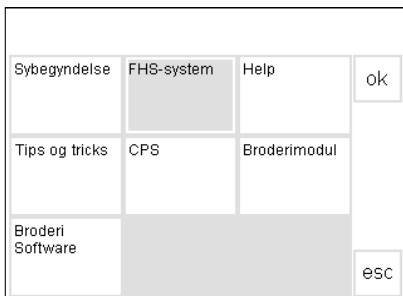 Sybegyndelse
FHS-system
Help
ok
Tips og tricks
CPS
Broderimodul
Broderi
Software
esc